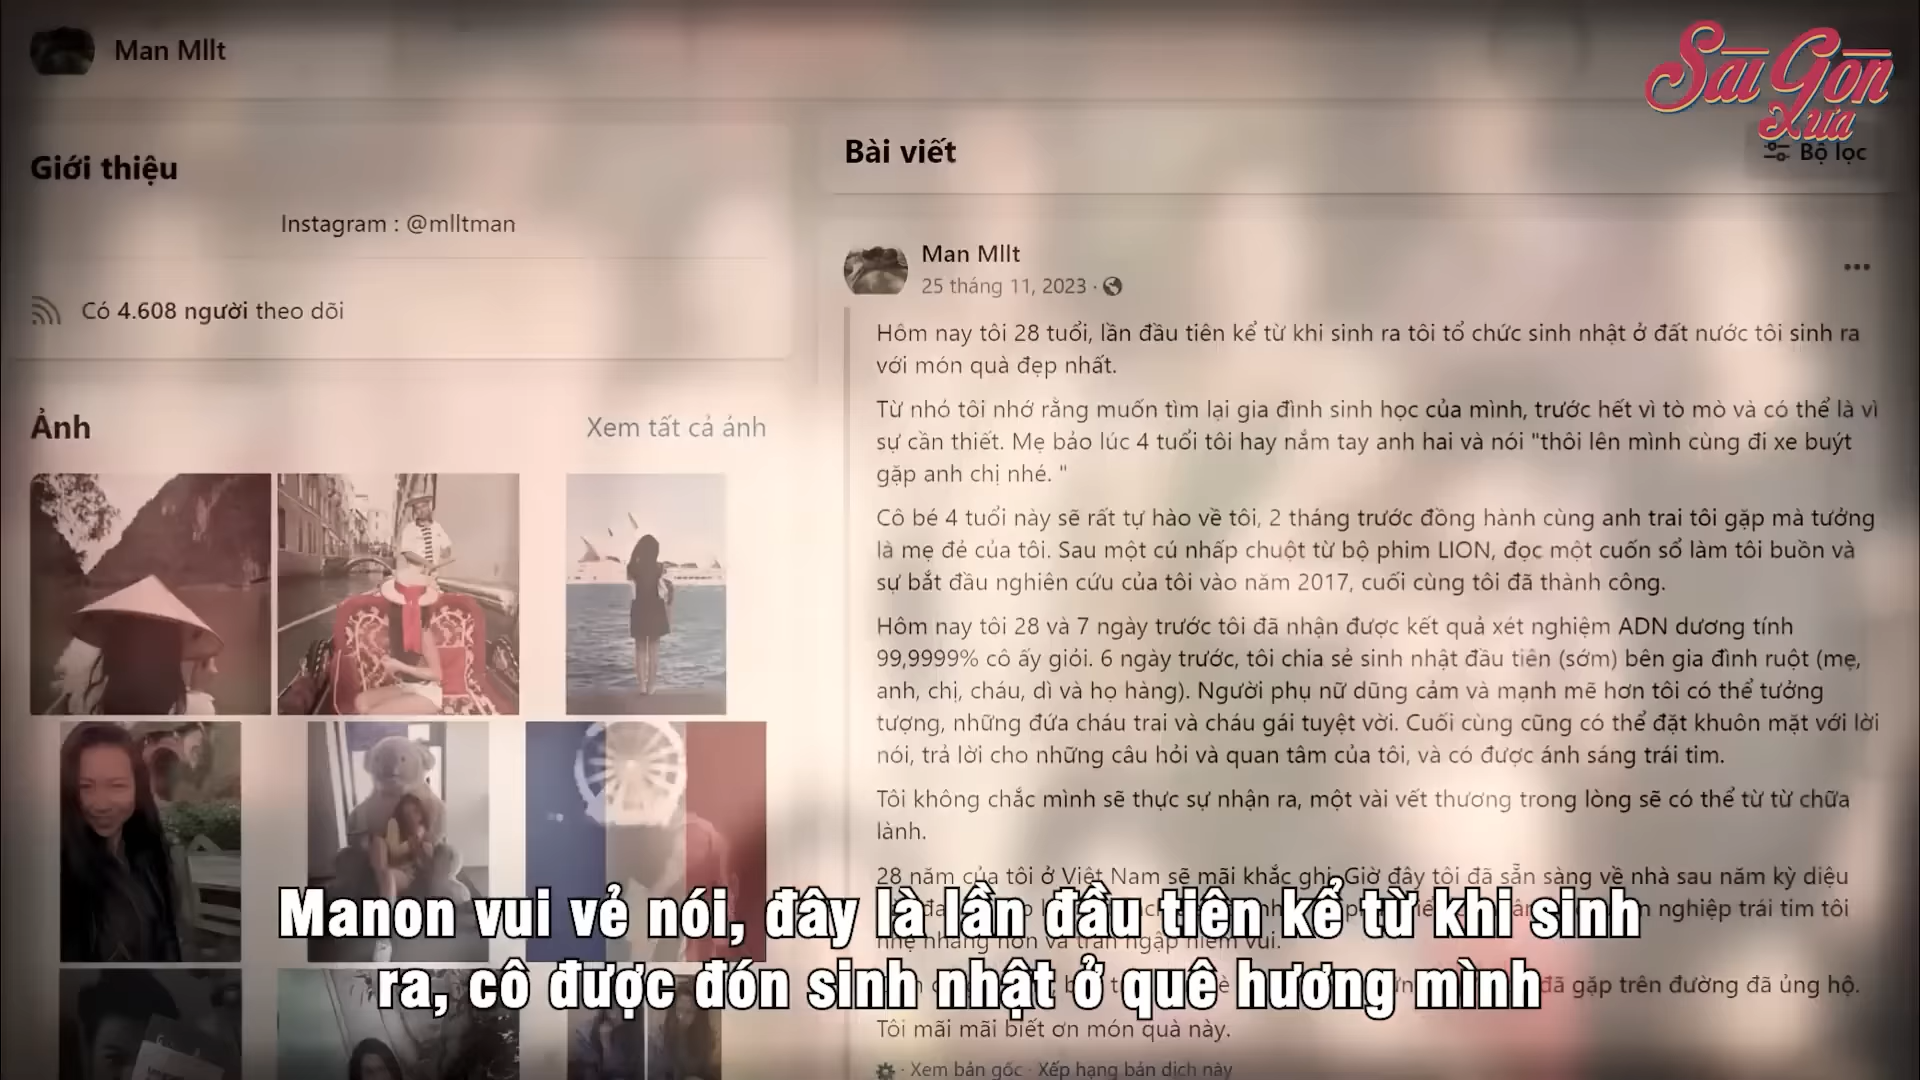 Man Mllt
Sài Gòn
Xưa
Giới thiệu
Instagram : @mlltman
Có 4.608 người theo dõi
Ảnh
Xem tất cả ảnh
Bài viết
Bộ lọc
Man Mllt
25 tháng 11, 2023 ·
Hôm nay tôi 28 tuổi, lần đầu tiên kể từ khi sinh ra tôi tổ chức sinh nhật ở đất nước tôi sinh ra
với món quà đẹp nhất.
Từ nhỏ tôi nhớ rằng muốn tìm lại gia đình sinh học của mình, trước hết vì tò mò và có thể là vì
sự cần thiết. Mẹ bảo lúc 4 tuổi tôi hay nắm tay anh hai và nói "thôi lên mình cùng đi xe buýt
gặp anh chị nhé. "
Cô bé 4 tuổi này sẽ rất tự hào về tôi, 2 tháng trước đồng hành cùng anh trai tôi gặp mà tưởng
là mẹ đẻ của tôi. Sau một cú nhấp chuột từ bộ phim LION, đọc một cuốn sổ làm tôi buồn và
sự bắt đầu nghiên cứu của tôi vào năm 2017, cuối cùng tôi đã thành công.
Hôm nay tôi 28 và 7 ngày trước tôi đã nhận được kết quả xét nghiệm ADN dương tính
99,9999% cô ấy giỏi. 6 ngày trước, tôi chia sẻ sinh nhật đầu tiên (sớm) bên gia đình ruột (mẹ,
anh, chị, cháu, dì và họ hàng). Người phụ nữ dũng cảm và mạnh mẽ hơn tôi có thể tưởng
tượng, những đứa cháu trai và cháu gái tuyệt vời. Cuối cùng cũng có thể đặt khuôn mặt với lời
nói, trả lời cho những câu hỏi và quan tâm của tôi, và có được ánh sáng trái tim.
Tôi không chắc mình sẽ thực sự nhận ra, một vài vết thương trong lòng sẽ có thể từ từ chữa
lành.
28 năm của tôi ở Việt Nam sẽ mãi khắc ghi. Giờ đây tôi đã sẵn sàng về nhà sau năm kỳ diệu
nghiệp trái tim tôi
nhẹ nhàng hơn và tràn ngập niềm vui.
đã gặp trên đường đã ủng hộ.
Tôi mãi mãi biết ơn món quà này.
· Xem bản gốc · Xếp hạng bản dịch này
Manon vui vẻ nói, đây là lần đầu tiên kể từ khi sinh
ra, cô được đón sinh nhật ở quê hương mình